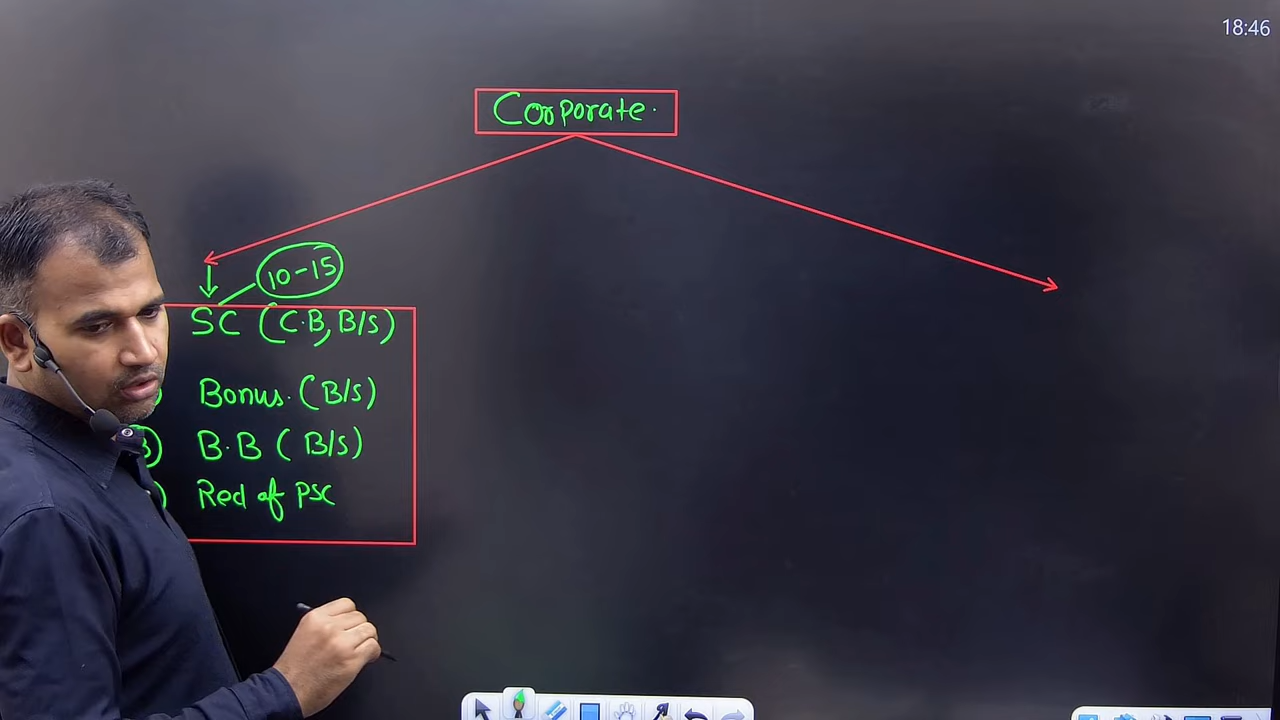 18:46
Corporate.
10-15
SC (C.B, B/S)
Bonus. (B/S)
B.B (B/S)
Red of PSC